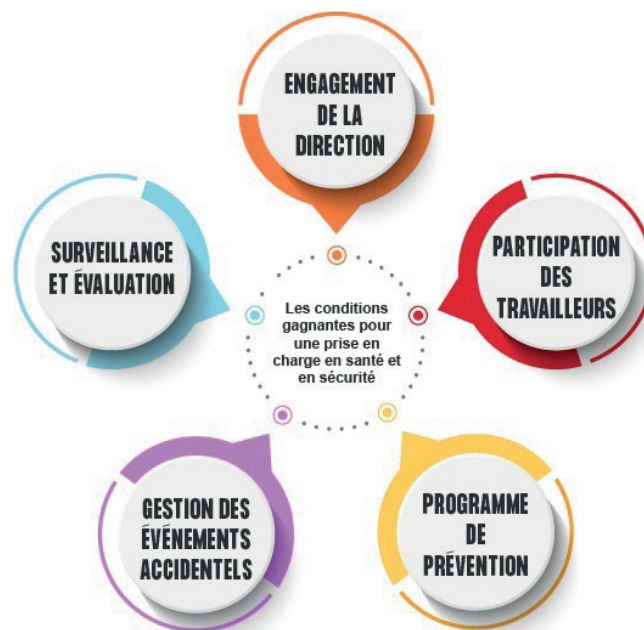 ENGAGEMENT
DE LA
DIRECTION
PARTICIPATION
DES
TRAVAILLEURS
PROGRAMME
DE
PRÉVENTION
GESTION DES
ÉVÉNEMENTS
ACCIDENTELS
SURVEILLANCE
ET ÉVALUATION
Les conditions
gagnantes pour
une prise en
charge en santé et
en sécurité